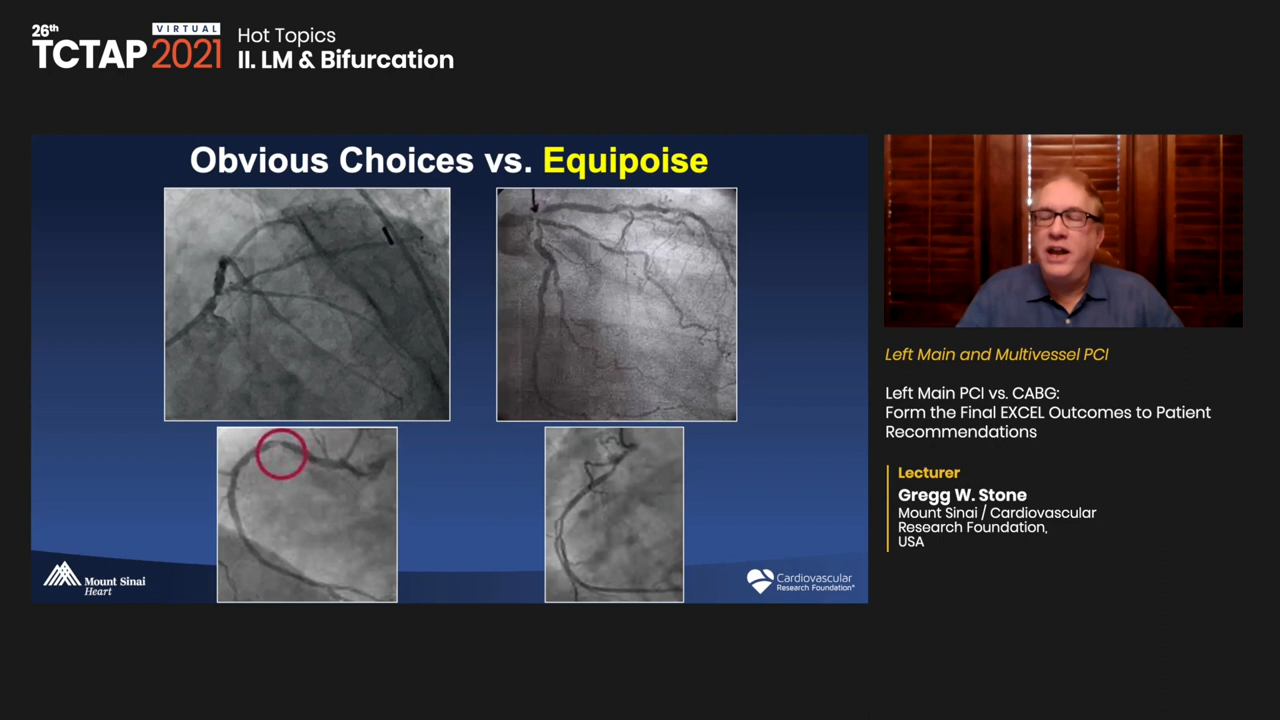 26th
VIRTUAL
TCTAP 2021
Hot Topics
II. LM & Bifurcation
Obvious Choices vs. Equipoise
Mount Sinai
Heart
Cardiovascular
Research Foundation®
Left Main and Multivessel PCI
Left Main PCI vs. CABG:
Form the Final EXCEL Outcomes to Patient
Recommendations
Lecturer
Gregg W. Stone
Mount Sinai / Cardiovascular
Research Foundation,
USA